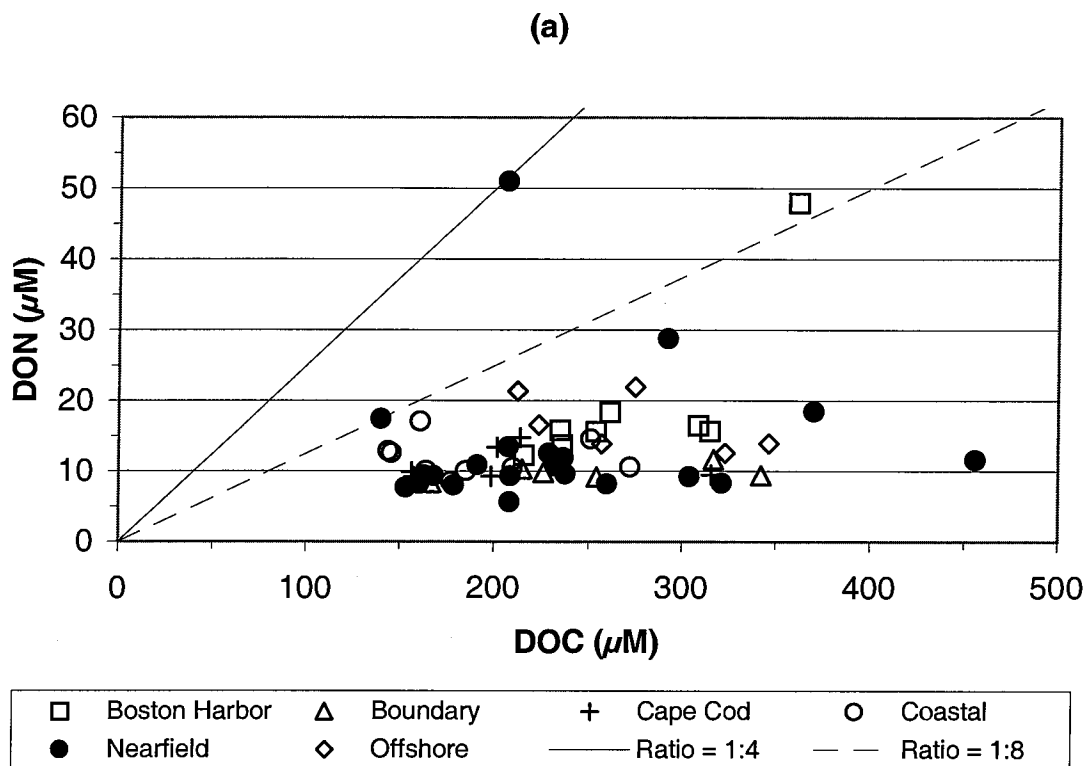 (a)
60
50
40
30
20
10
0
DON (µM)
0 100 200 300 400 500
DOC (µM)
Boston Harbor Boundary Cape Cod Coastal
Nearfield Offshore Ratio = 1:4 Ratio = 1:8